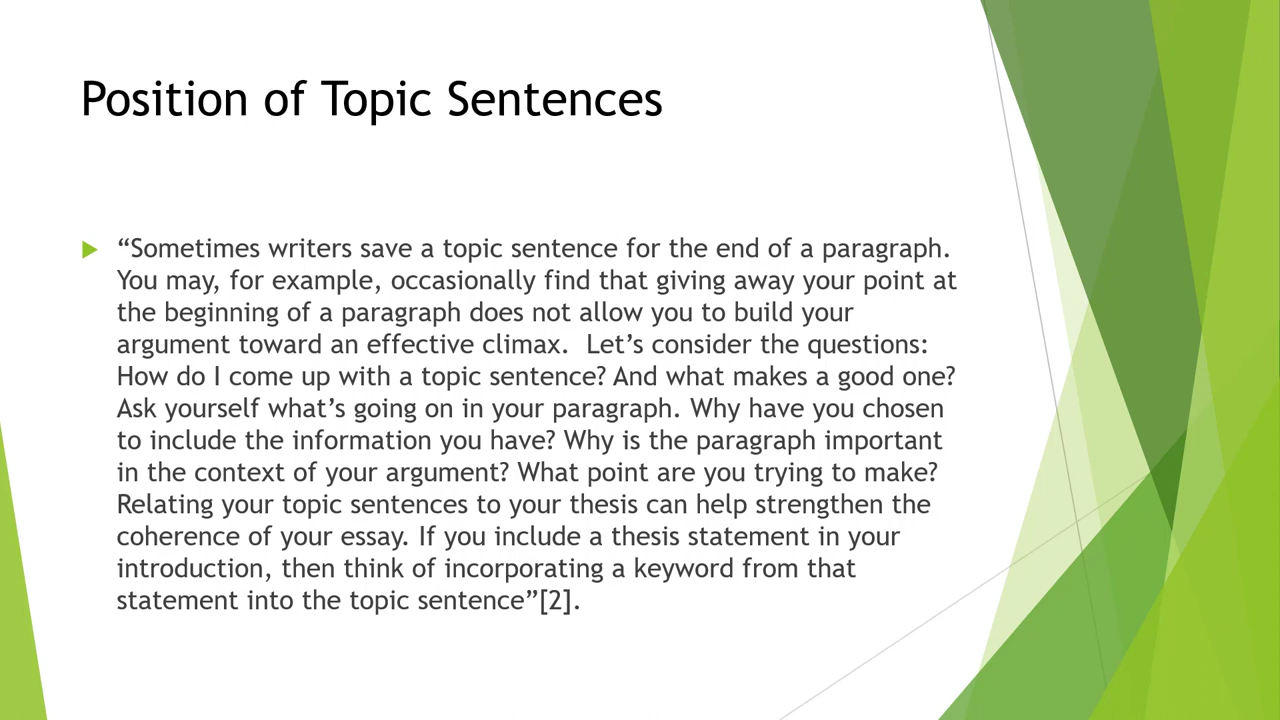 Position of Topic Sentences
“Sometimes writers save a topic sentence for the end of a paragraph.
You may, for example, occasionally find that giving away your point at
the beginning of a paragraph does not allow you to build your
argument toward an effective climax.  Let’s consider the questions:
How do I come up with a topic sentence? And what makes a good one?
Ask yourself what’s going on in your paragraph. Why have you chosen
to include the information you have? Why is the paragraph important
in the context of your argument? What point are you trying to make?
Relating your topic sentences to your thesis can help strengthen the
coherence of your essay. If you include a thesis statement in your
introduction, then think of incorporating a keyword from that
statement into the topic sentence”[2].